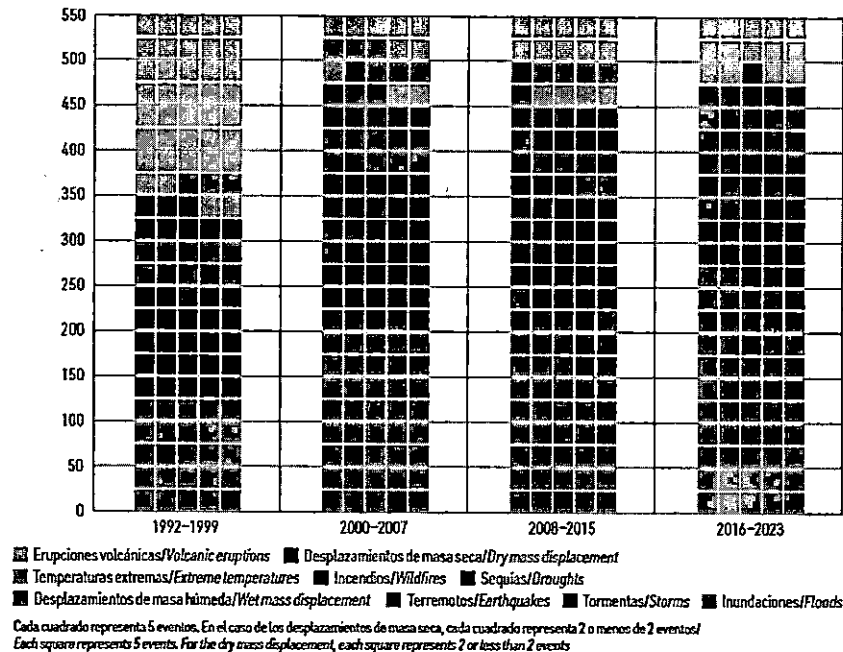 550
500
450
400
350
300
250
200
150
100
50
0
1992–1999 2000–2007 2008–2015 2016–2023
Erupciones volcánicas/Volcanic eruptions Desplazamientos de masa seca/Dry mass displacement
Temperaturas extremas/Extreme temperatures Incendios/Wildfires Sequías/Droughts
Desplazamientos de masa húmeda/Wet mass displacement Terremotos/Earthquakes Tormentas/Storms Inundaciones/Floods
Cada cuadrado representa 5 eventos. En el caso de los desplazamientos de masa seca, cada cuadrado representa 2 o menos de 2 eventos/
Each square represents 5 events. For the dry mass displacement, each square represents 2 or less than 2 events